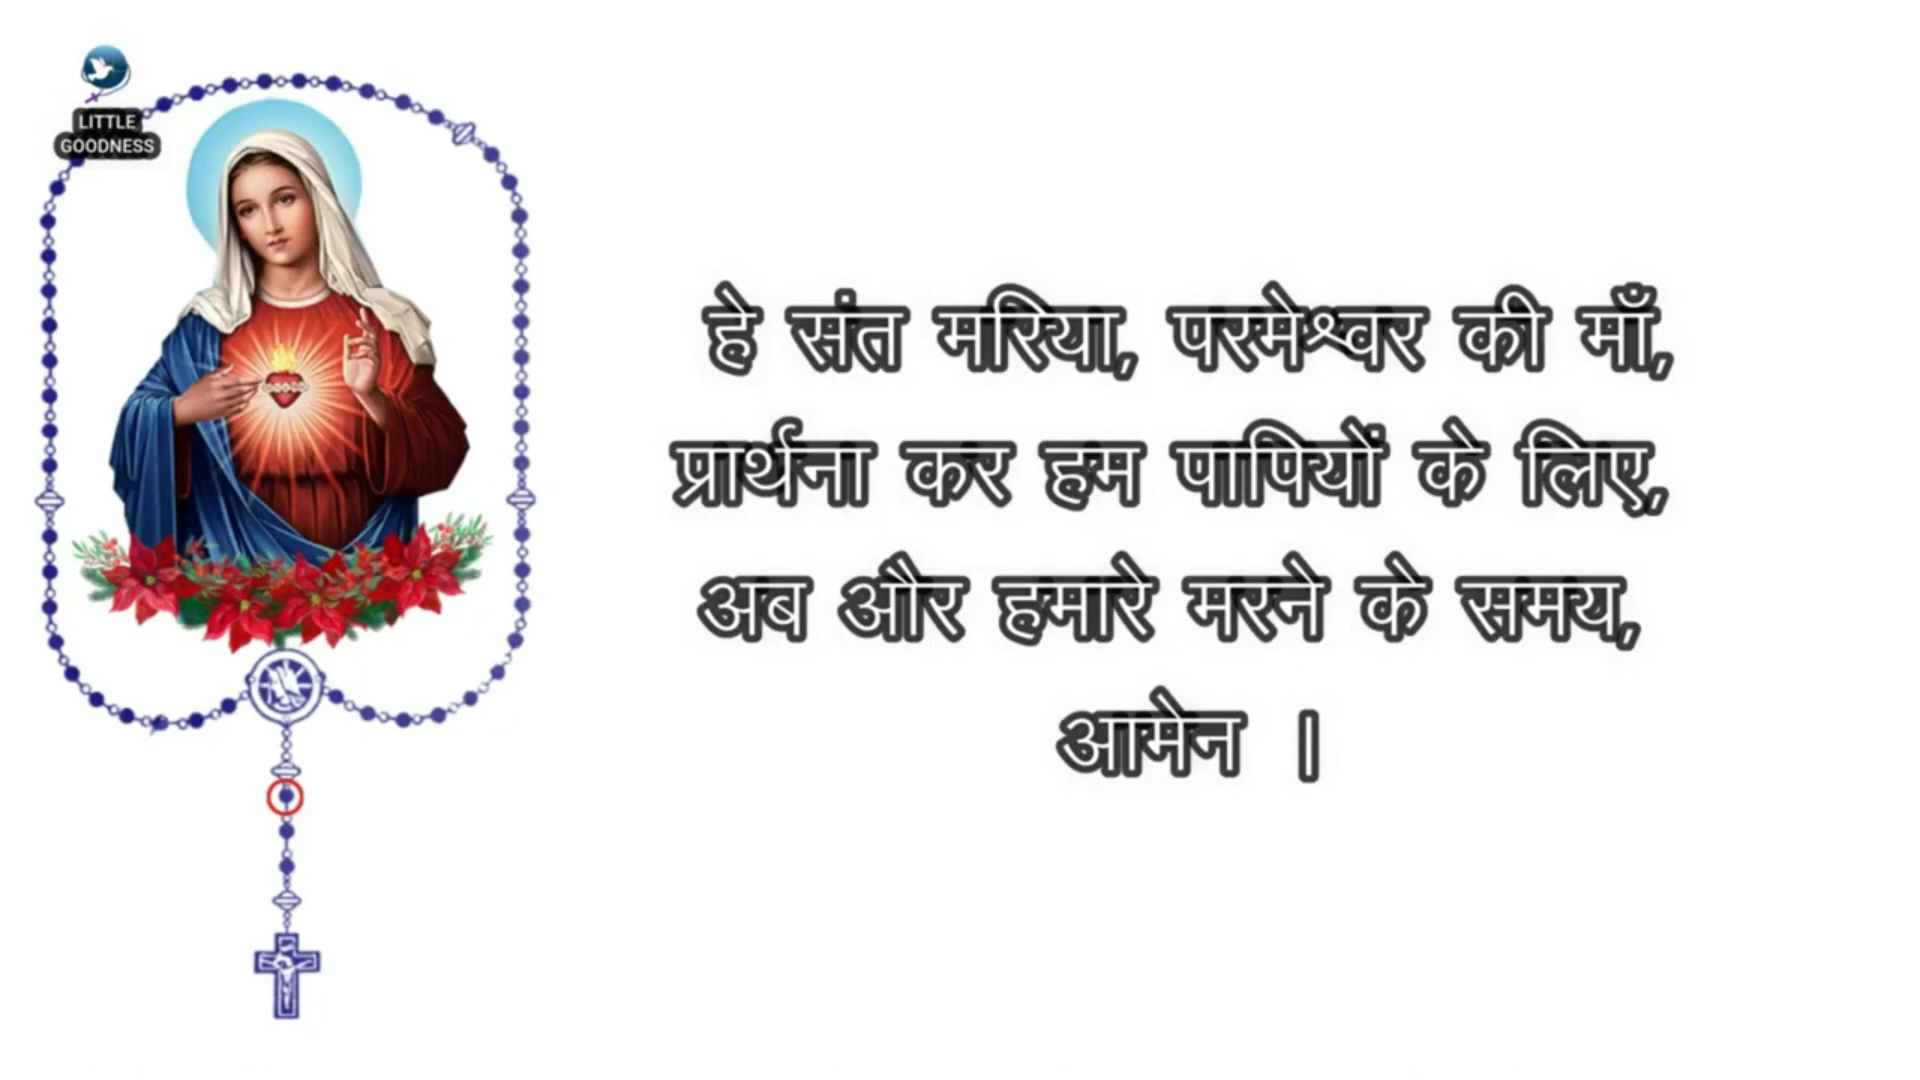 LITTLE
GOODNESS
हे संत मरिया, परमेश्वर की माँ,
प्रार्थना कर हम पापियों के लिए,
अब और हमारे मरने के समय,
आमेन ।